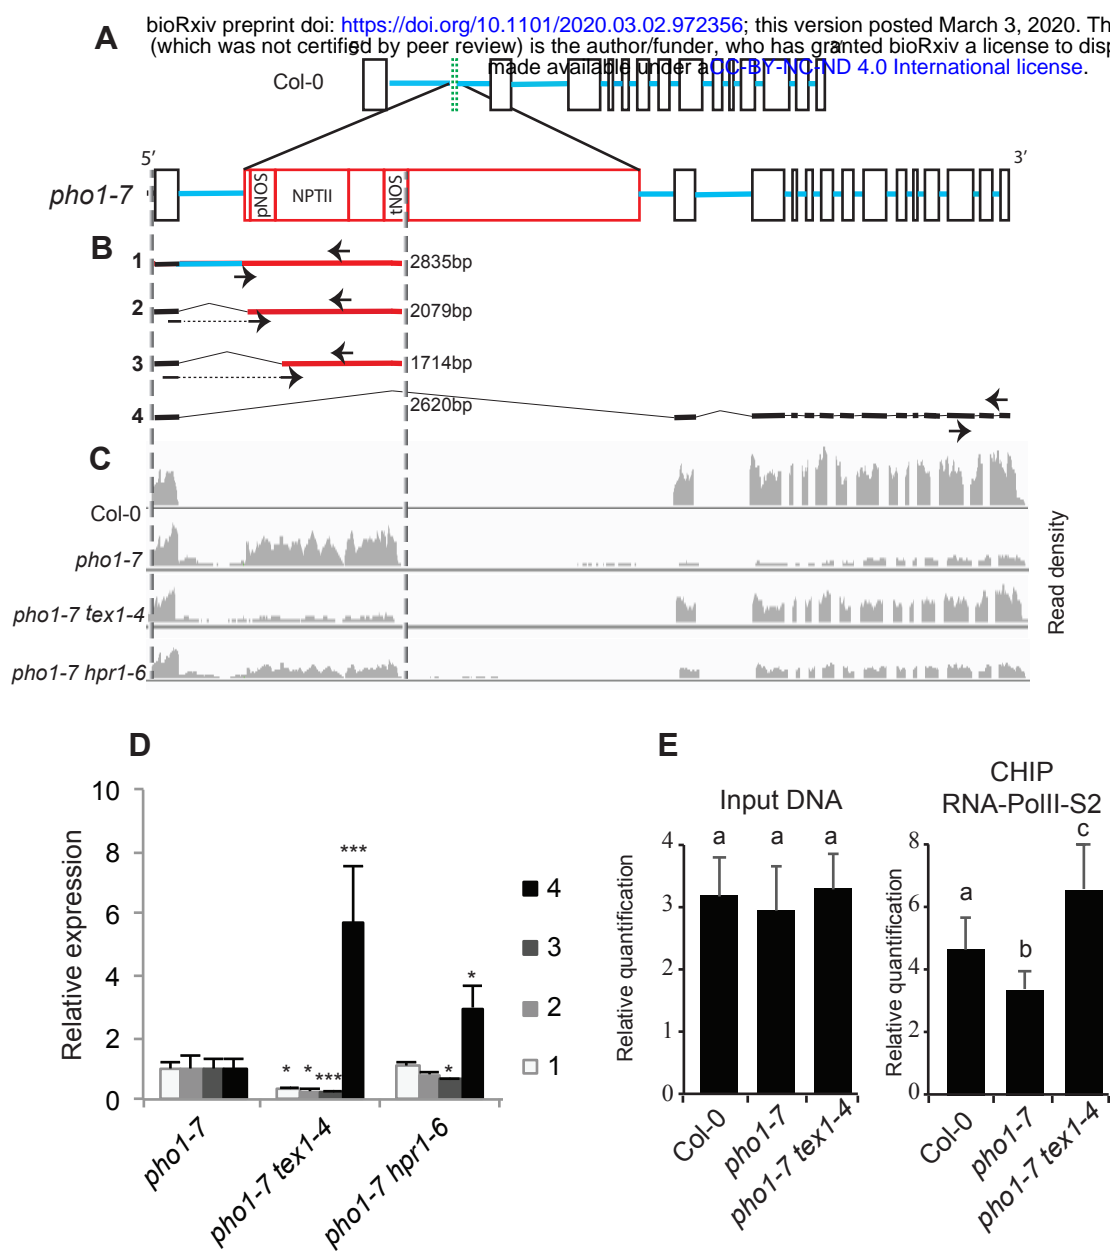 bioRxiv preprint doi: https://doi.org/10.1101/2020.03.02.972356; this version posted March 3, 2020. Th
(which was not certified by peer review) is the author/funder, who has granted bioRxiv a license to disp
made available under aCC-BY-NC-ND 4.0 International license.
A
Col-0
5′
3′
pho1-7
pNOS
NPTII
tNOS
B
1
2835bp
2
2079bp
3
1714bp
4
2620bp
C
Col-0
pho1-7
pho1-7 tex1-4
pho1-7 hpr1-6
Read density
D
Relative expression
10
8
6
4
2
0
* * ***
***
*
*
4
3
2
1
pho1-7
pho1-7 tex1-4
pho1-7 hpr1-6
E
Input DNA
Relative quantification
4
3
2
1
0
a a a
Col-0
pho1-7
pho1-7 tex1-4
CHIP
RNA-PolII-S2
Relative quantification
8
6
4
2
0
a
b
c
Col-0
pho1-7
pho1-7 tex1-4